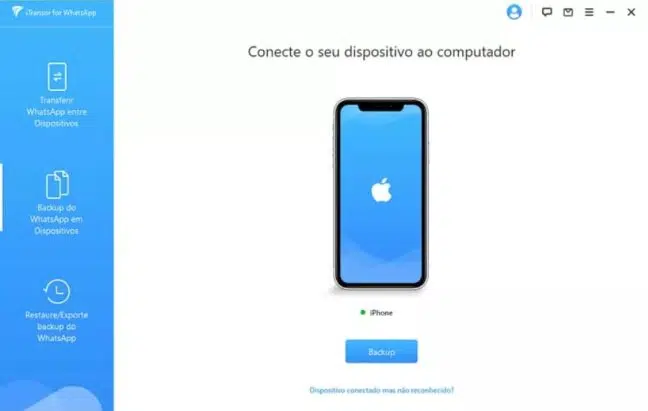 iTransor for WhatsApp
Conecte o seu dispositivo ao computador
Transferir
WhatsApp entre
Dispositivos
Backup do
WhatsApp em
Dispositivos
Restaure/Exporte
backup do
WhatsApp
iPhone
Backup
Dispositivo conectado mas não reconhecido?